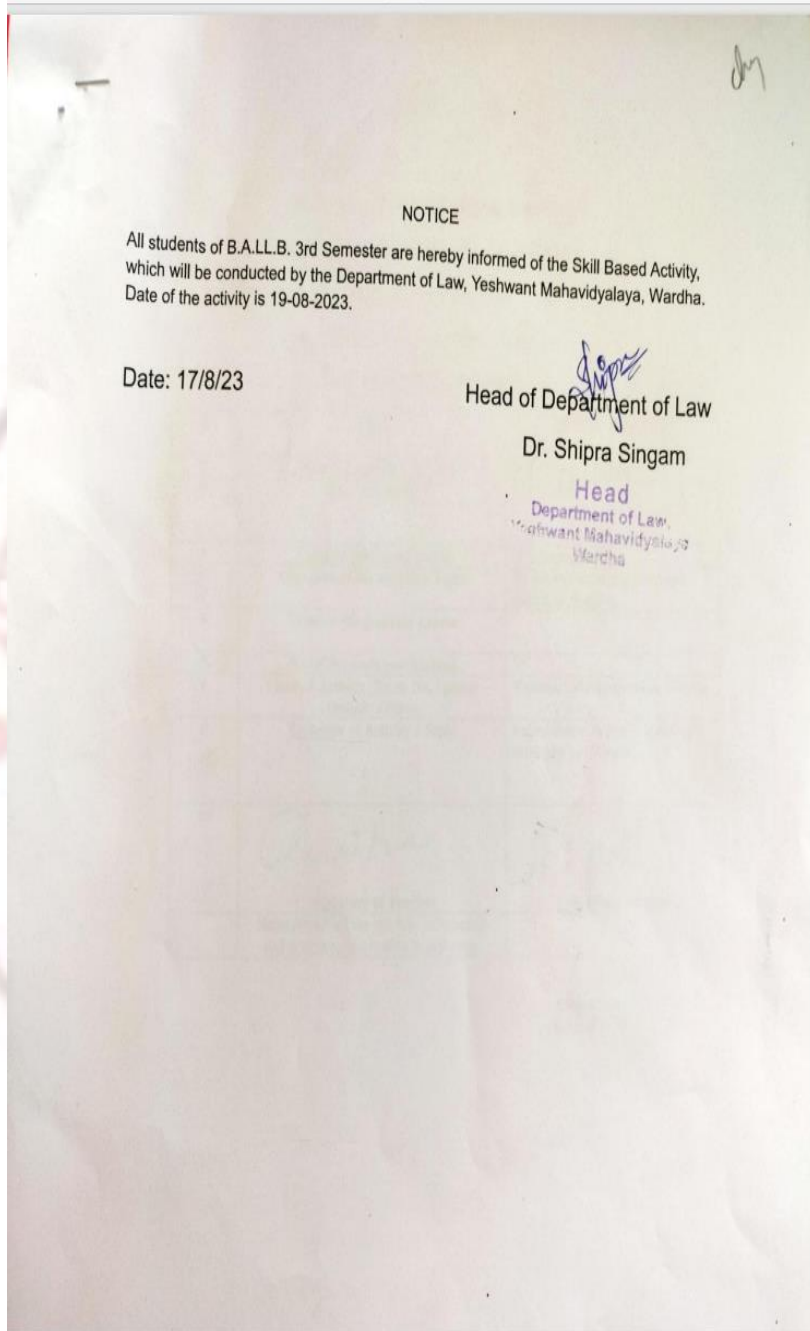 NOTICE
All students of B.A.LL.B. 3rd Semester are hereby informed of the Skill Based Activity,
which will be conducted by the Department of Law, Yeshwant Mahavidyalaya, Wardha.
Date of the activity is 19-08-2023.
Date: 17/8/23
Shipra
Head of Department of Law
Dr. Shipra Singam
Head
Department of Law,
Mahavidyalaya
Wardha